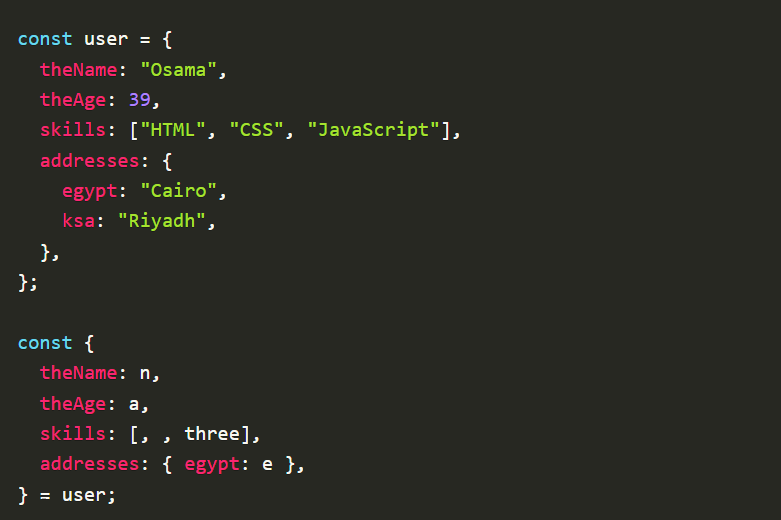 const user = {
  theName: "Osama",
  theAge: 39,
  skills: ["HTML", "CSS", "JavaScript"],
  addresses: {
    egypt: "Cairo",
    ksa: "Riyadh",
  },
};

const {
  theName: n,
  theAge: a,
  skills: [, , three],
  addresses: { egypt: e },
} = user;